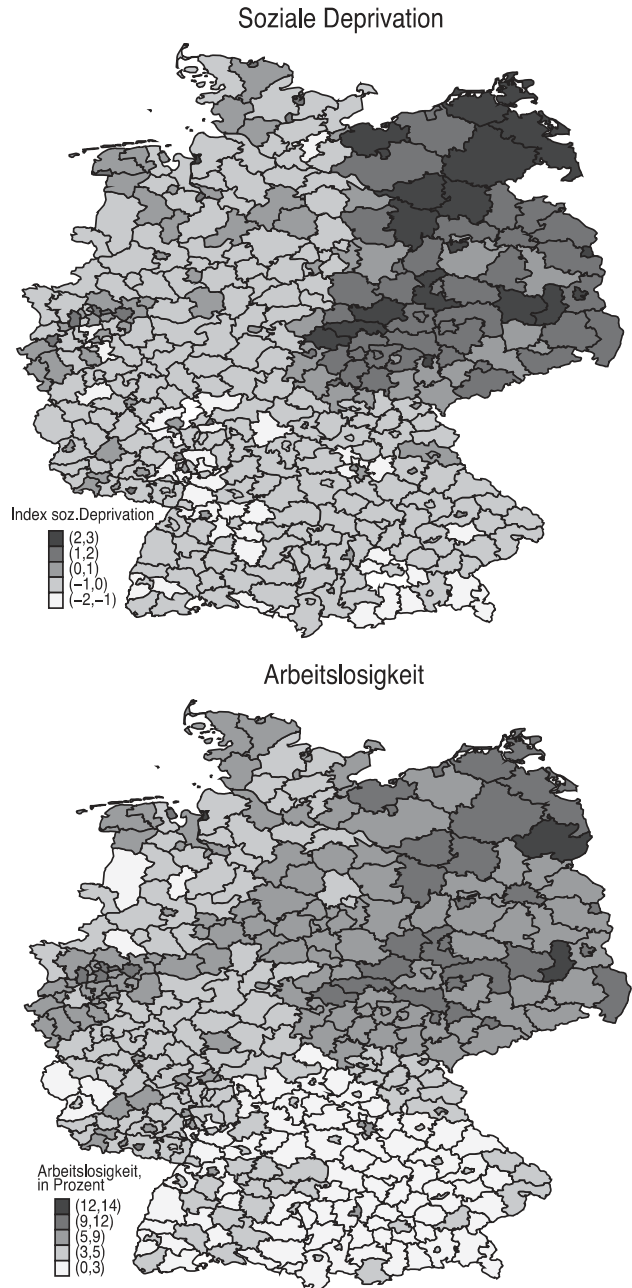 Soziale Deprivation
Index soz.Deprivation
(2,3)
(1,2)
(0,1)
(−1,0)
(−2,−1)
Arbeitslosigkeit
Arbeitslosigkeit,
in Prozent
(12,14)
(9,12)
(5,9)
(3,5)
(0,3)